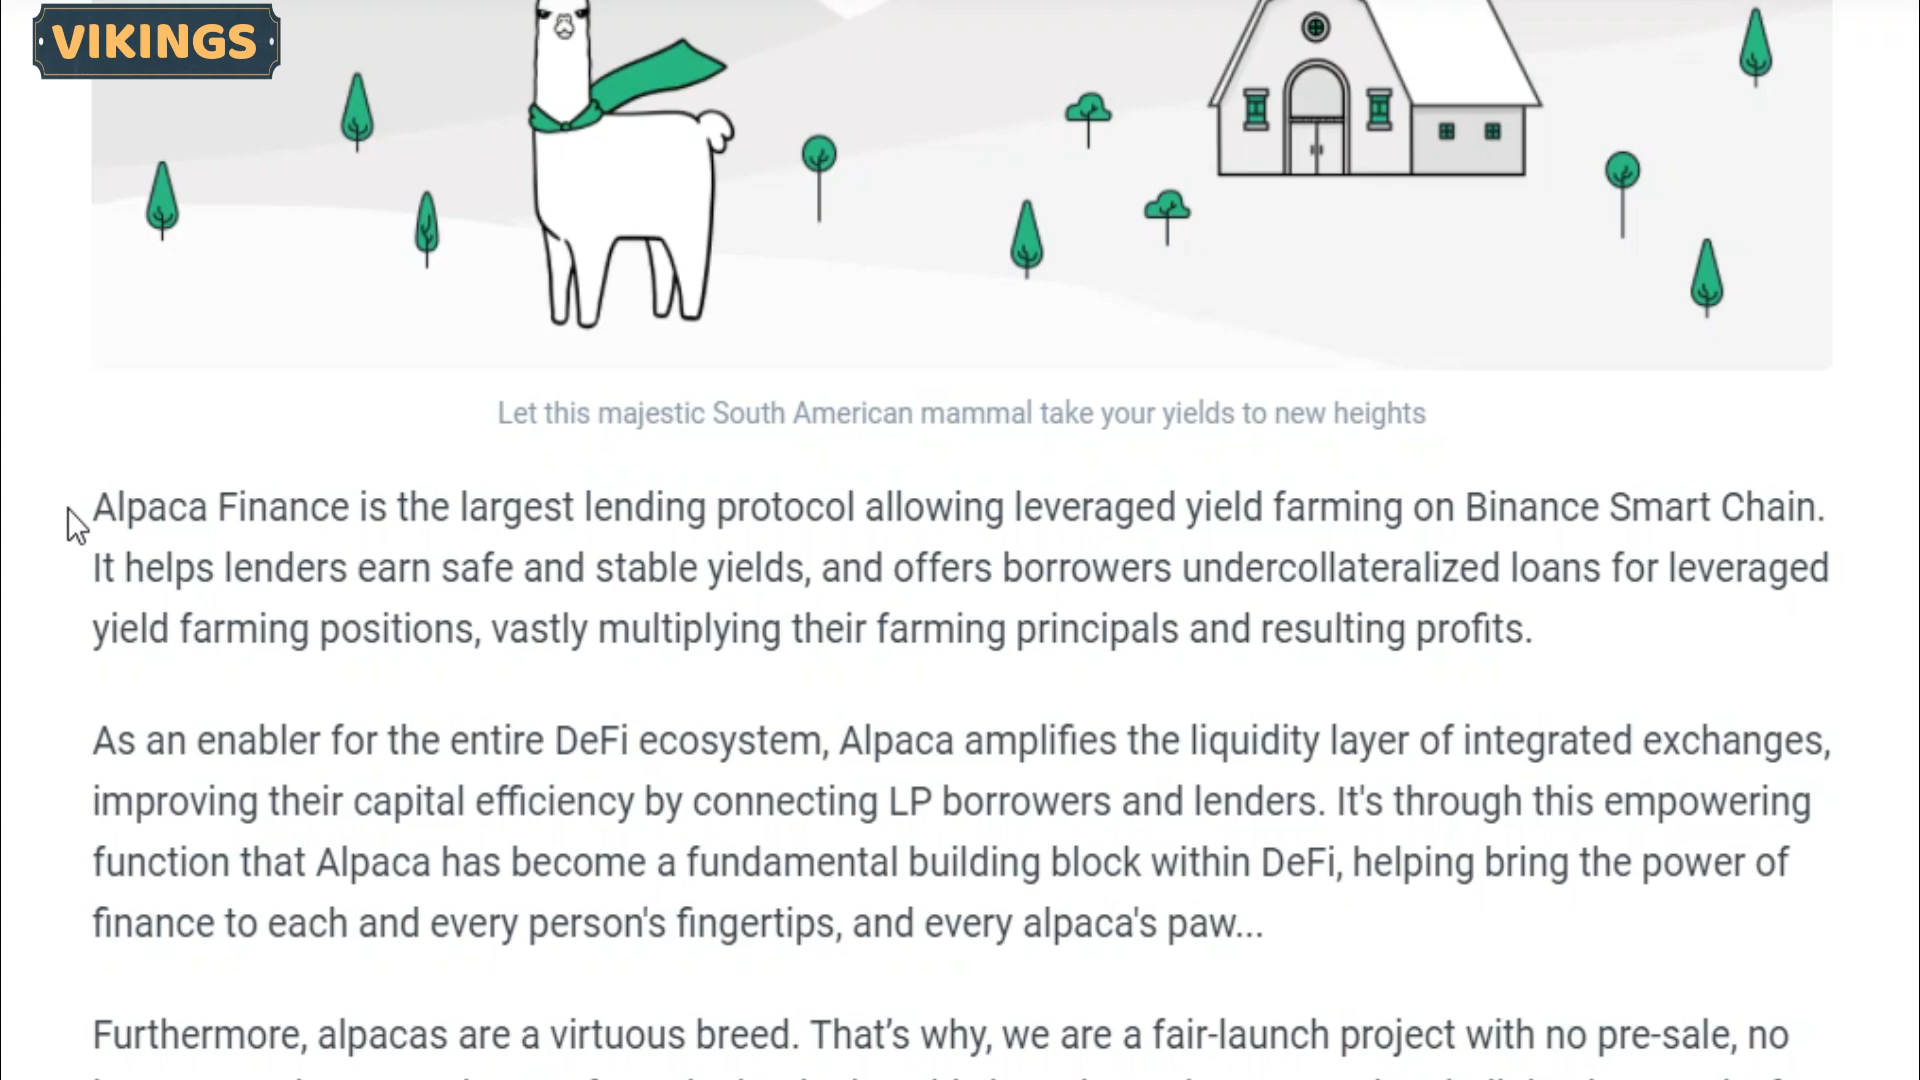 VIKINGS
Let this majestic South American mammal take your yields to new heights
Alpaca Finance is the largest lending protocol allowing leveraged yield farming on Binance Smart Chain.
It helps lenders earn safe and stable yields, and offers borrowers undercollateralized loans for leveraged
yield farming positions, vastly multiplying their farming principals and resulting profits.
As an enabler for the entire DeFi ecosystem, Alpaca amplifies the liquidity layer of integrated exchanges,
improving their capital efficiency by connecting LP borrowers and lenders. It's through this empowering
function that Alpaca has become a fundamental building block within DeFi, helping bring the power of
finance to each and every person's fingertips, and every alpaca's paw...
Furthermore, alpacas are a virtuous breed. That’s why, we are a fair-launch project with no pre-sale, no